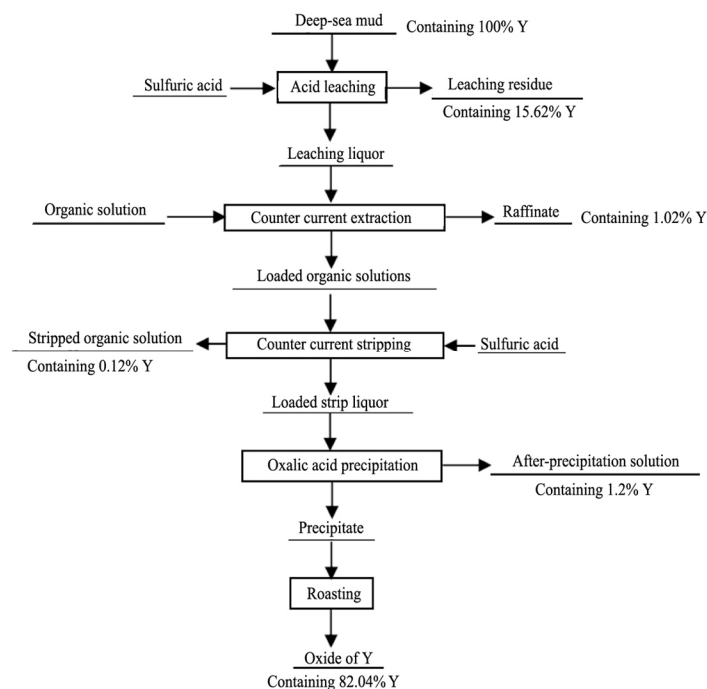 Deep-sea mud
Containing 100% Y
Sulfuric acid
Acid leaching
Leaching residue
Containing 15.62% Y
Leaching liquor
Organic solution
Counter current extraction
Raffinate
Containing 1.02% Y
Loaded organic solutions
Stripped organic solution
Containing 0.12% Y
Counter current stripping
Sulfuric acid
Loaded strip liquor
Oxalic acid precipitation
After-precipitation solution
Containing 1.2% Y
Precipitate
Roasting
Oxide of Y
Containing 82.04% Y